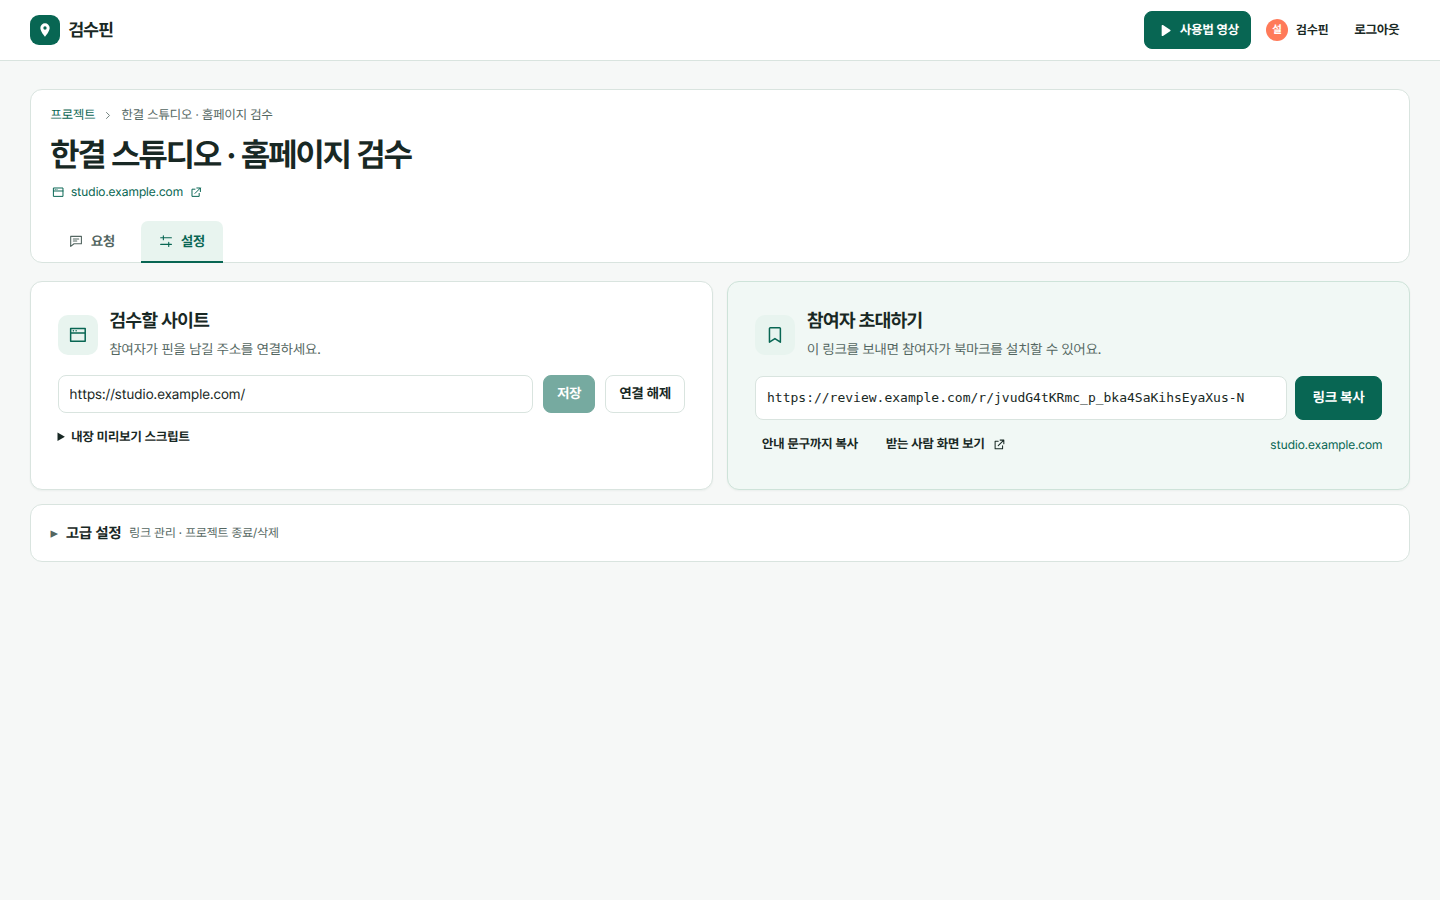 검수핀
사용법 영상
설
검수핀
로그아웃
프로젝트 > 한결 스튜디오 · 홈페이지 검수
한결 스튜디오 · 홈페이지 검수
studio.example.com
요청
설정
검수할 사이트
참여자가 핀을 남길 주소를 연결하세요.
https://studio.example.com/
저장
연결 해제
▶ 내장 미리보기 스크립트
참여자 초대하기
이 링크를 보내면 참여자가 북마크를 설치할 수 있어요.
https://review.example.com/r/jvudG4tKRmc_p_bka4SaKihsEyaXus-N
링크 복사
안내 문구까지 복사
받는 사람 화면 보기
studio.example.com
▶ 고급 설정 링크 관리 · 프로젝트 종료/삭제